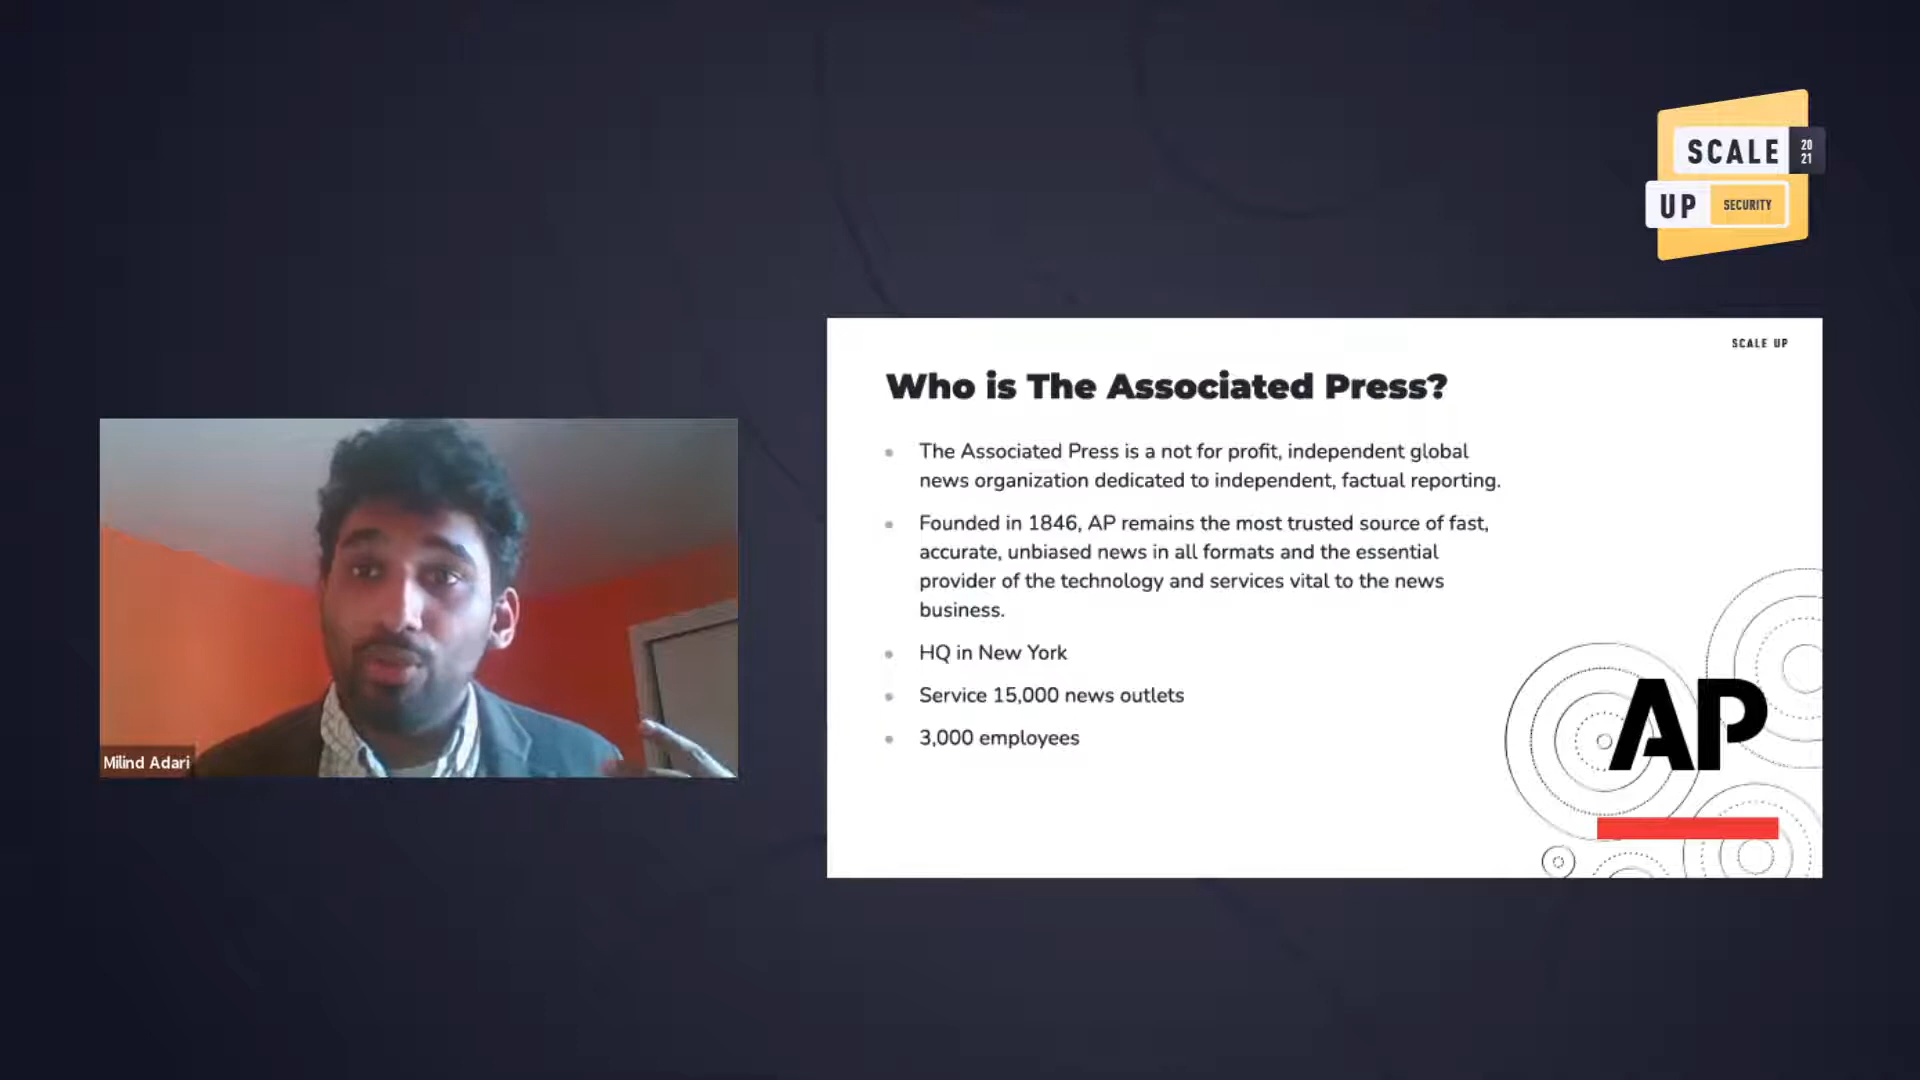 SCALE
20
21
UP
SECURITY
SCALE UP
Who is The Associated Press?
The Associated Press is a not for profit, independent global
news organization dedicated to independent, factual reporting.
Founded in 1846, AP remains the most trusted source of fast,
accurate, unbiased news in all formats and the essential
provider of the technology and services vital to the news
business.
HQ in New York
Service 15,000 news outlets
3,000 employees
AP
Milind Adari